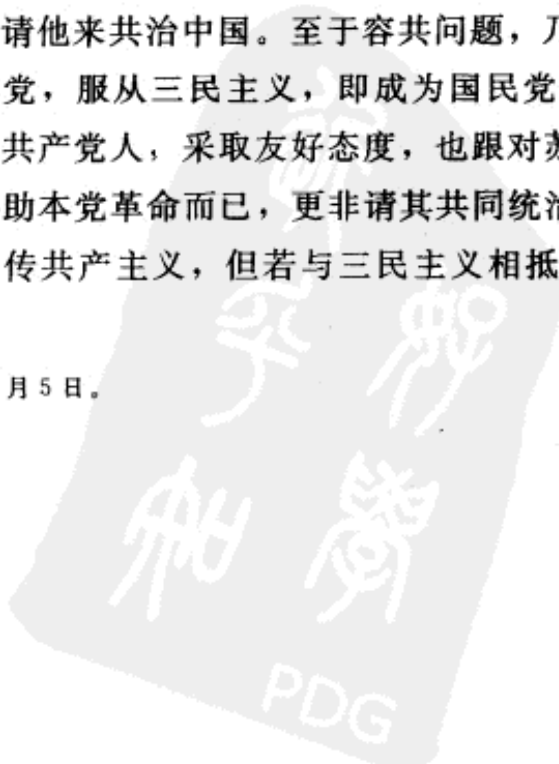 请他来共治中国。至于容共问题，
党，服从三民主义，即成为国民党
共产党人，采取友好态度，也跟对
助本党革命而已，更非请其共同统治
传共产主义，但若与三民主义相抵
月5日。
PDG